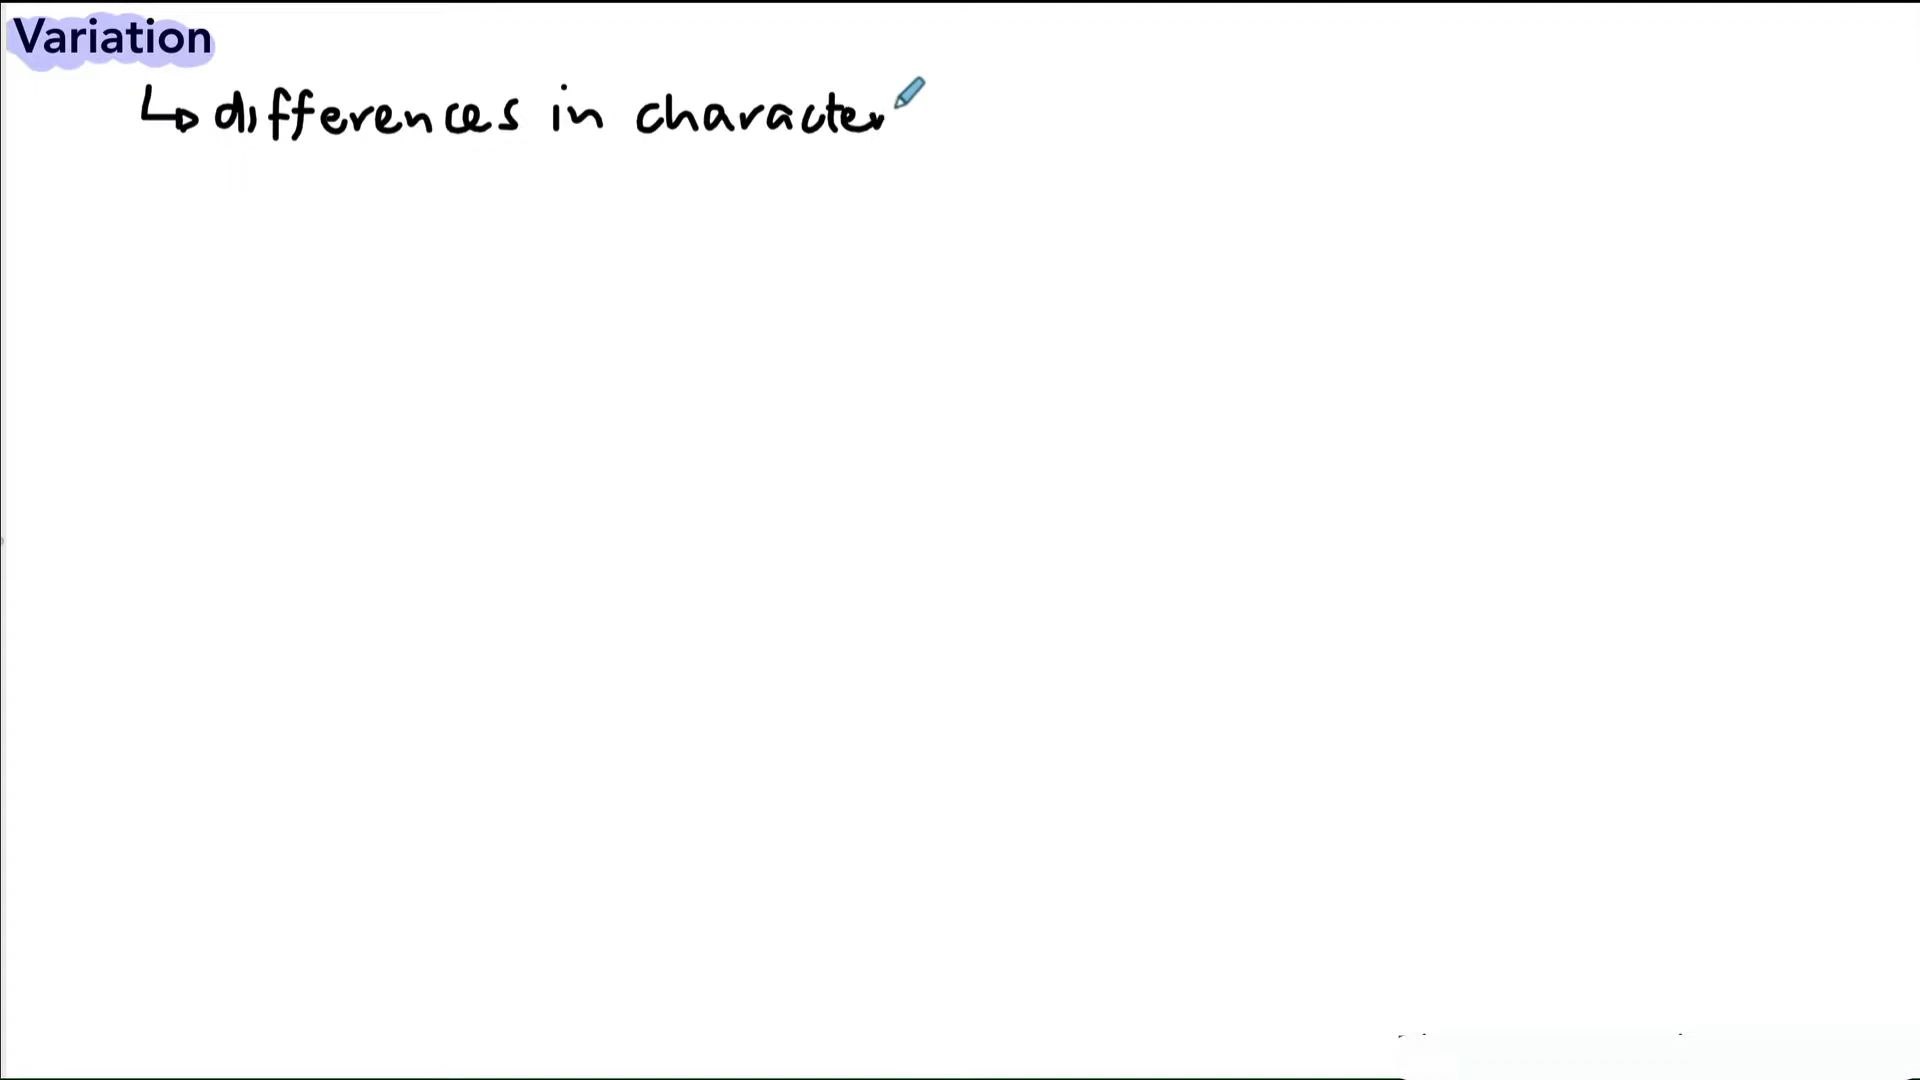 Variation
↳ differences in character